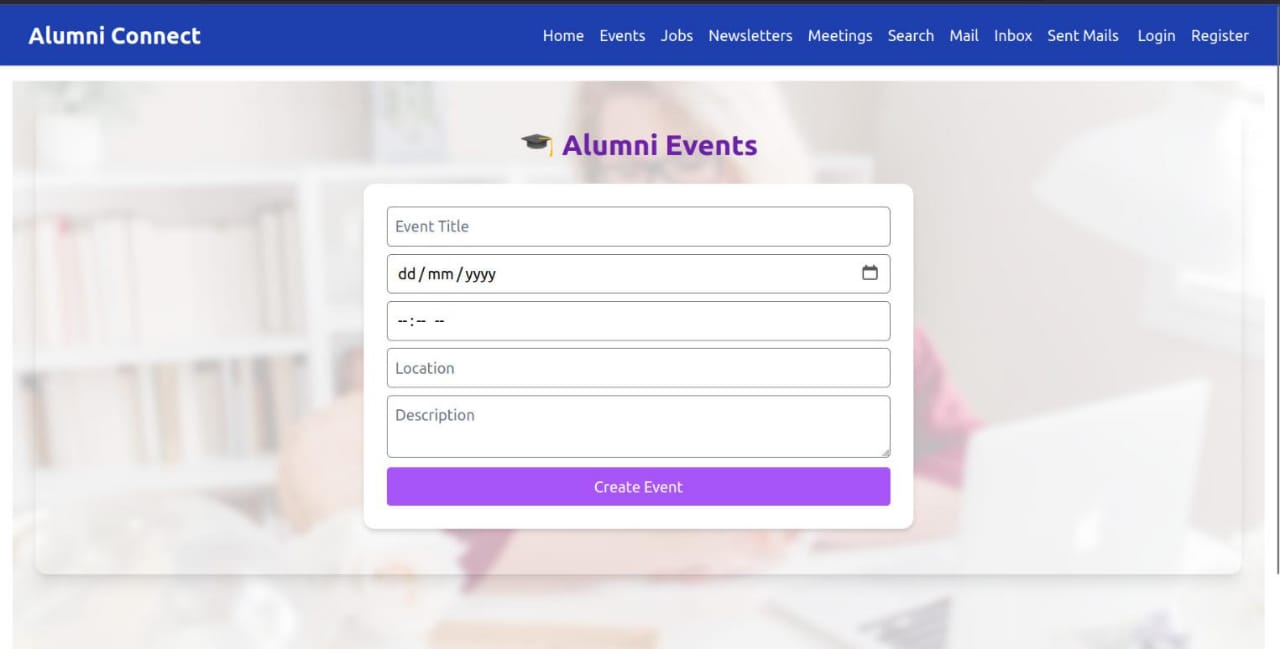 Alumni Connect
Home Events Jobs Newsletters Meetings Search Mail Inbox Sent Mails Login Register
🎓 Alumni Events
Event Title
dd/mm/yyyy
--:-- --
Location
Description
Create Event